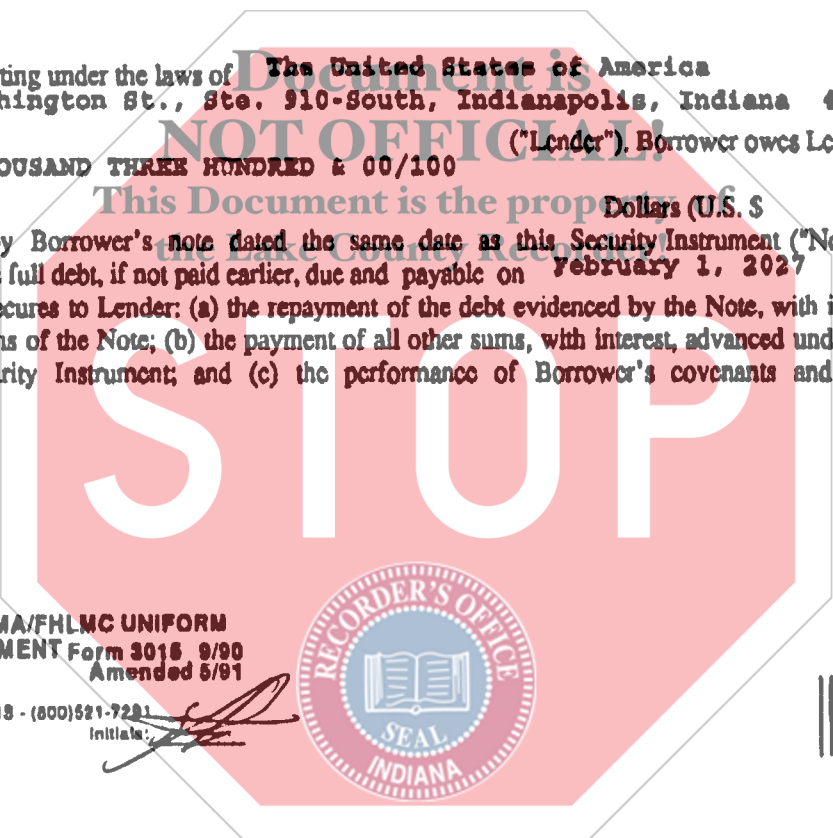 ting under the laws of The United States of America
hington St., Ste. 910-South, Indianapolis, Indiana 4
("Lender"). Borrower owes Le
OUSAND THREE HUNDRED & 00/100
Dollars (U.S. $
y Borrower's note dated the same date as this Security Instrument ("No
full debt, if not paid earlier, due and payable on February 1, 2027
cures to Lender: (a) the repayment of the debt evidenced by the Note, with i
ns of the Note; (b) the payment of all other sums, with interest, advanced und
rity Instrument; and (c) the performance of Borrower's covenants and
Document is
NOT OFFICIAL!
This Document is the property of
the Lake County Recorder!
STOP
MA/FHLMC UNIFORM
MENT Form 3015 9/90
Amended 5/91
- (800)521-7291
Initials:
RECORDER'S OFFICE
SEAL
INDIANA